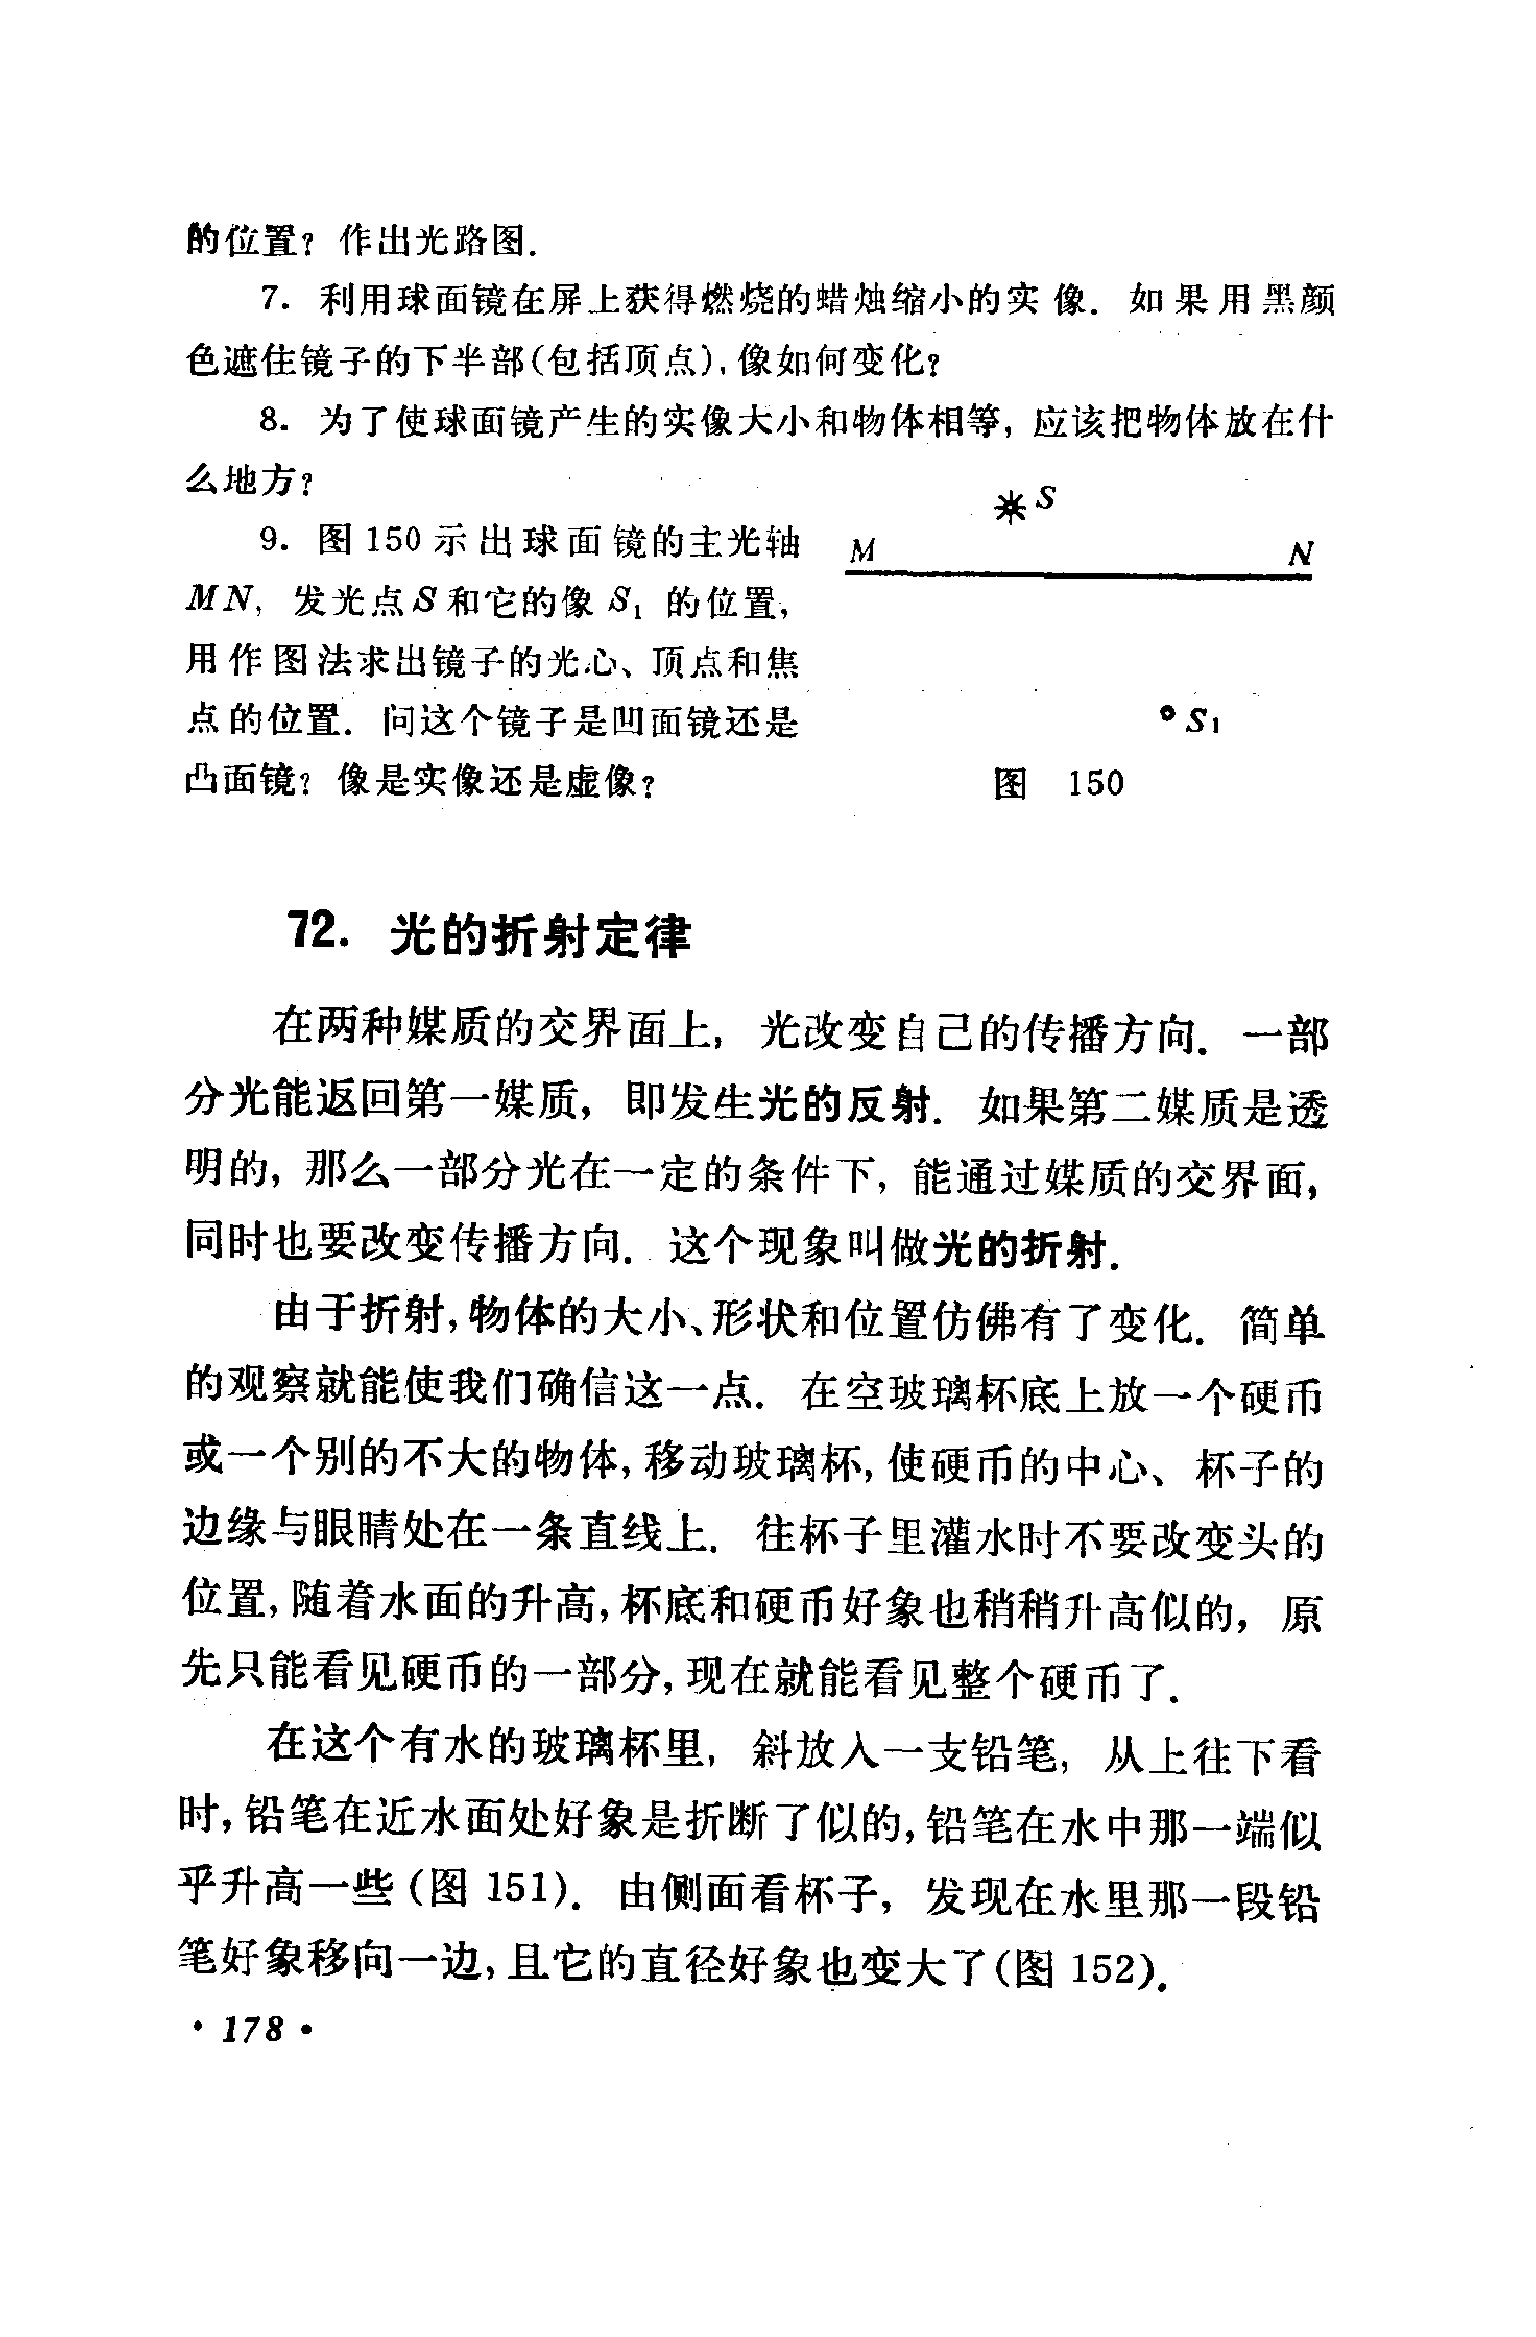 的位置？作出光路图．
7． 利用球面镜在屏上获得燃烧的蜡烛缩小的实像．如果用黑颜
色遮住镜子的下半部(包括顶点)，像如何变化？
8． 为了使球面镜产生的实像大小和物体相等，应该把物体放在什
么地方？
9． 图 150 示出球面镜的主光轴
MN，发光点 S 和它的像 S₁ 的位置，
用作图法求出镜子的光心、顶点和焦
点的位置．问这个镜子是凹面镜还是
凸面镜？像是实像还是虚像？
S
M N
S₁
图 150
72． 光的折射定律
在两种媒质的交界面上，光改变自己的传播方向．一部
分光能返回第一媒质，即发生光的反射．如果第二媒质是透
明的，那么一部分光在一定的条件下，能通过媒质的交界面，
同时也要改变传播方向．这个现象叫做光的折射．
由于折射，物体的大小、形状和位置仿佛有了变化．简单
的观察就能使我们确信这一点．在空玻璃杯底上放一个硬币
或一个别的不大的物体，移动玻璃杯，使硬币的中心、杯子的
边缘与眼睛处在一条直线上．往杯子里灌水时不要改变头的
位置，随着水面的升高，杯底和硬币好象也稍稍升高似的，原
先只能看见硬币的一部分，现在就能看见整个硬币了．
在这个有水的玻璃杯里，斜放入一支铅笔，从上往下看
时，铅笔在近水面处好象是折断了似的，铅笔在水中那一端似
乎升高一些(图 151)．由侧面看杯子，发现在水里那一段铅
笔好象移向一边，且它的直径好象也变大了(图 152)．
·178·